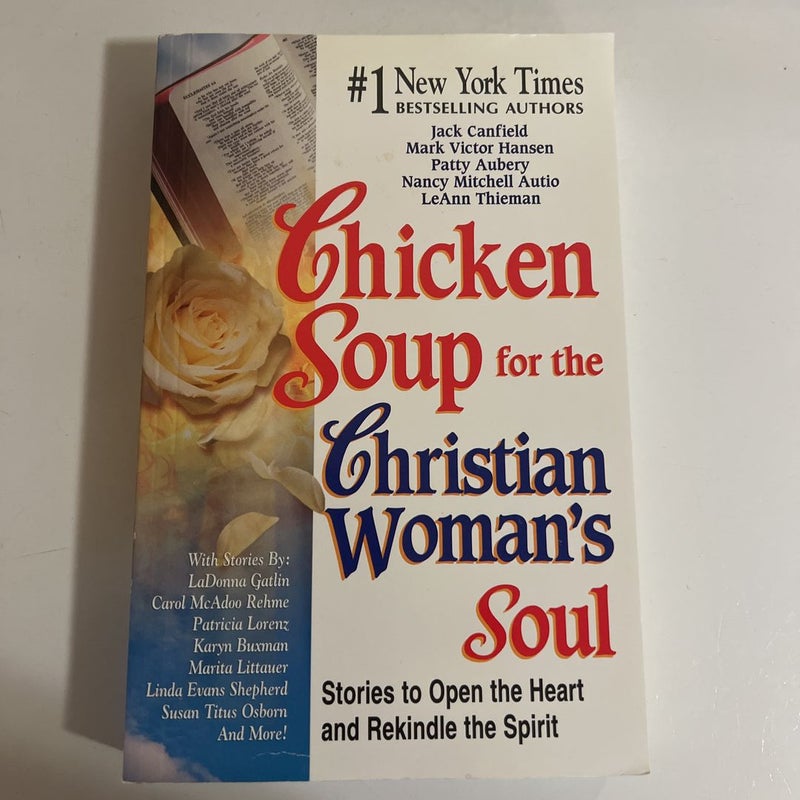 ECCLESIASTES
#1 New York Times
BESTSELLING AUTHORS
Jack Canfield
Mark Victor Hansen
Patty Aubery
Nancy Mitchell Autio
LeAnn Thieman
Chicken
Soup for the
Christian
Woman's
Soul
Stories to Open the Heart
and Rekindle the Spirit
With Stories By:
LaDonna Gatlin
Carol McAdoo Rehme
Patricia Lorenz
Karyn Buxman
Marita Littauer
Linda Evans Shepherd
Susan Titus Osborn
And More!